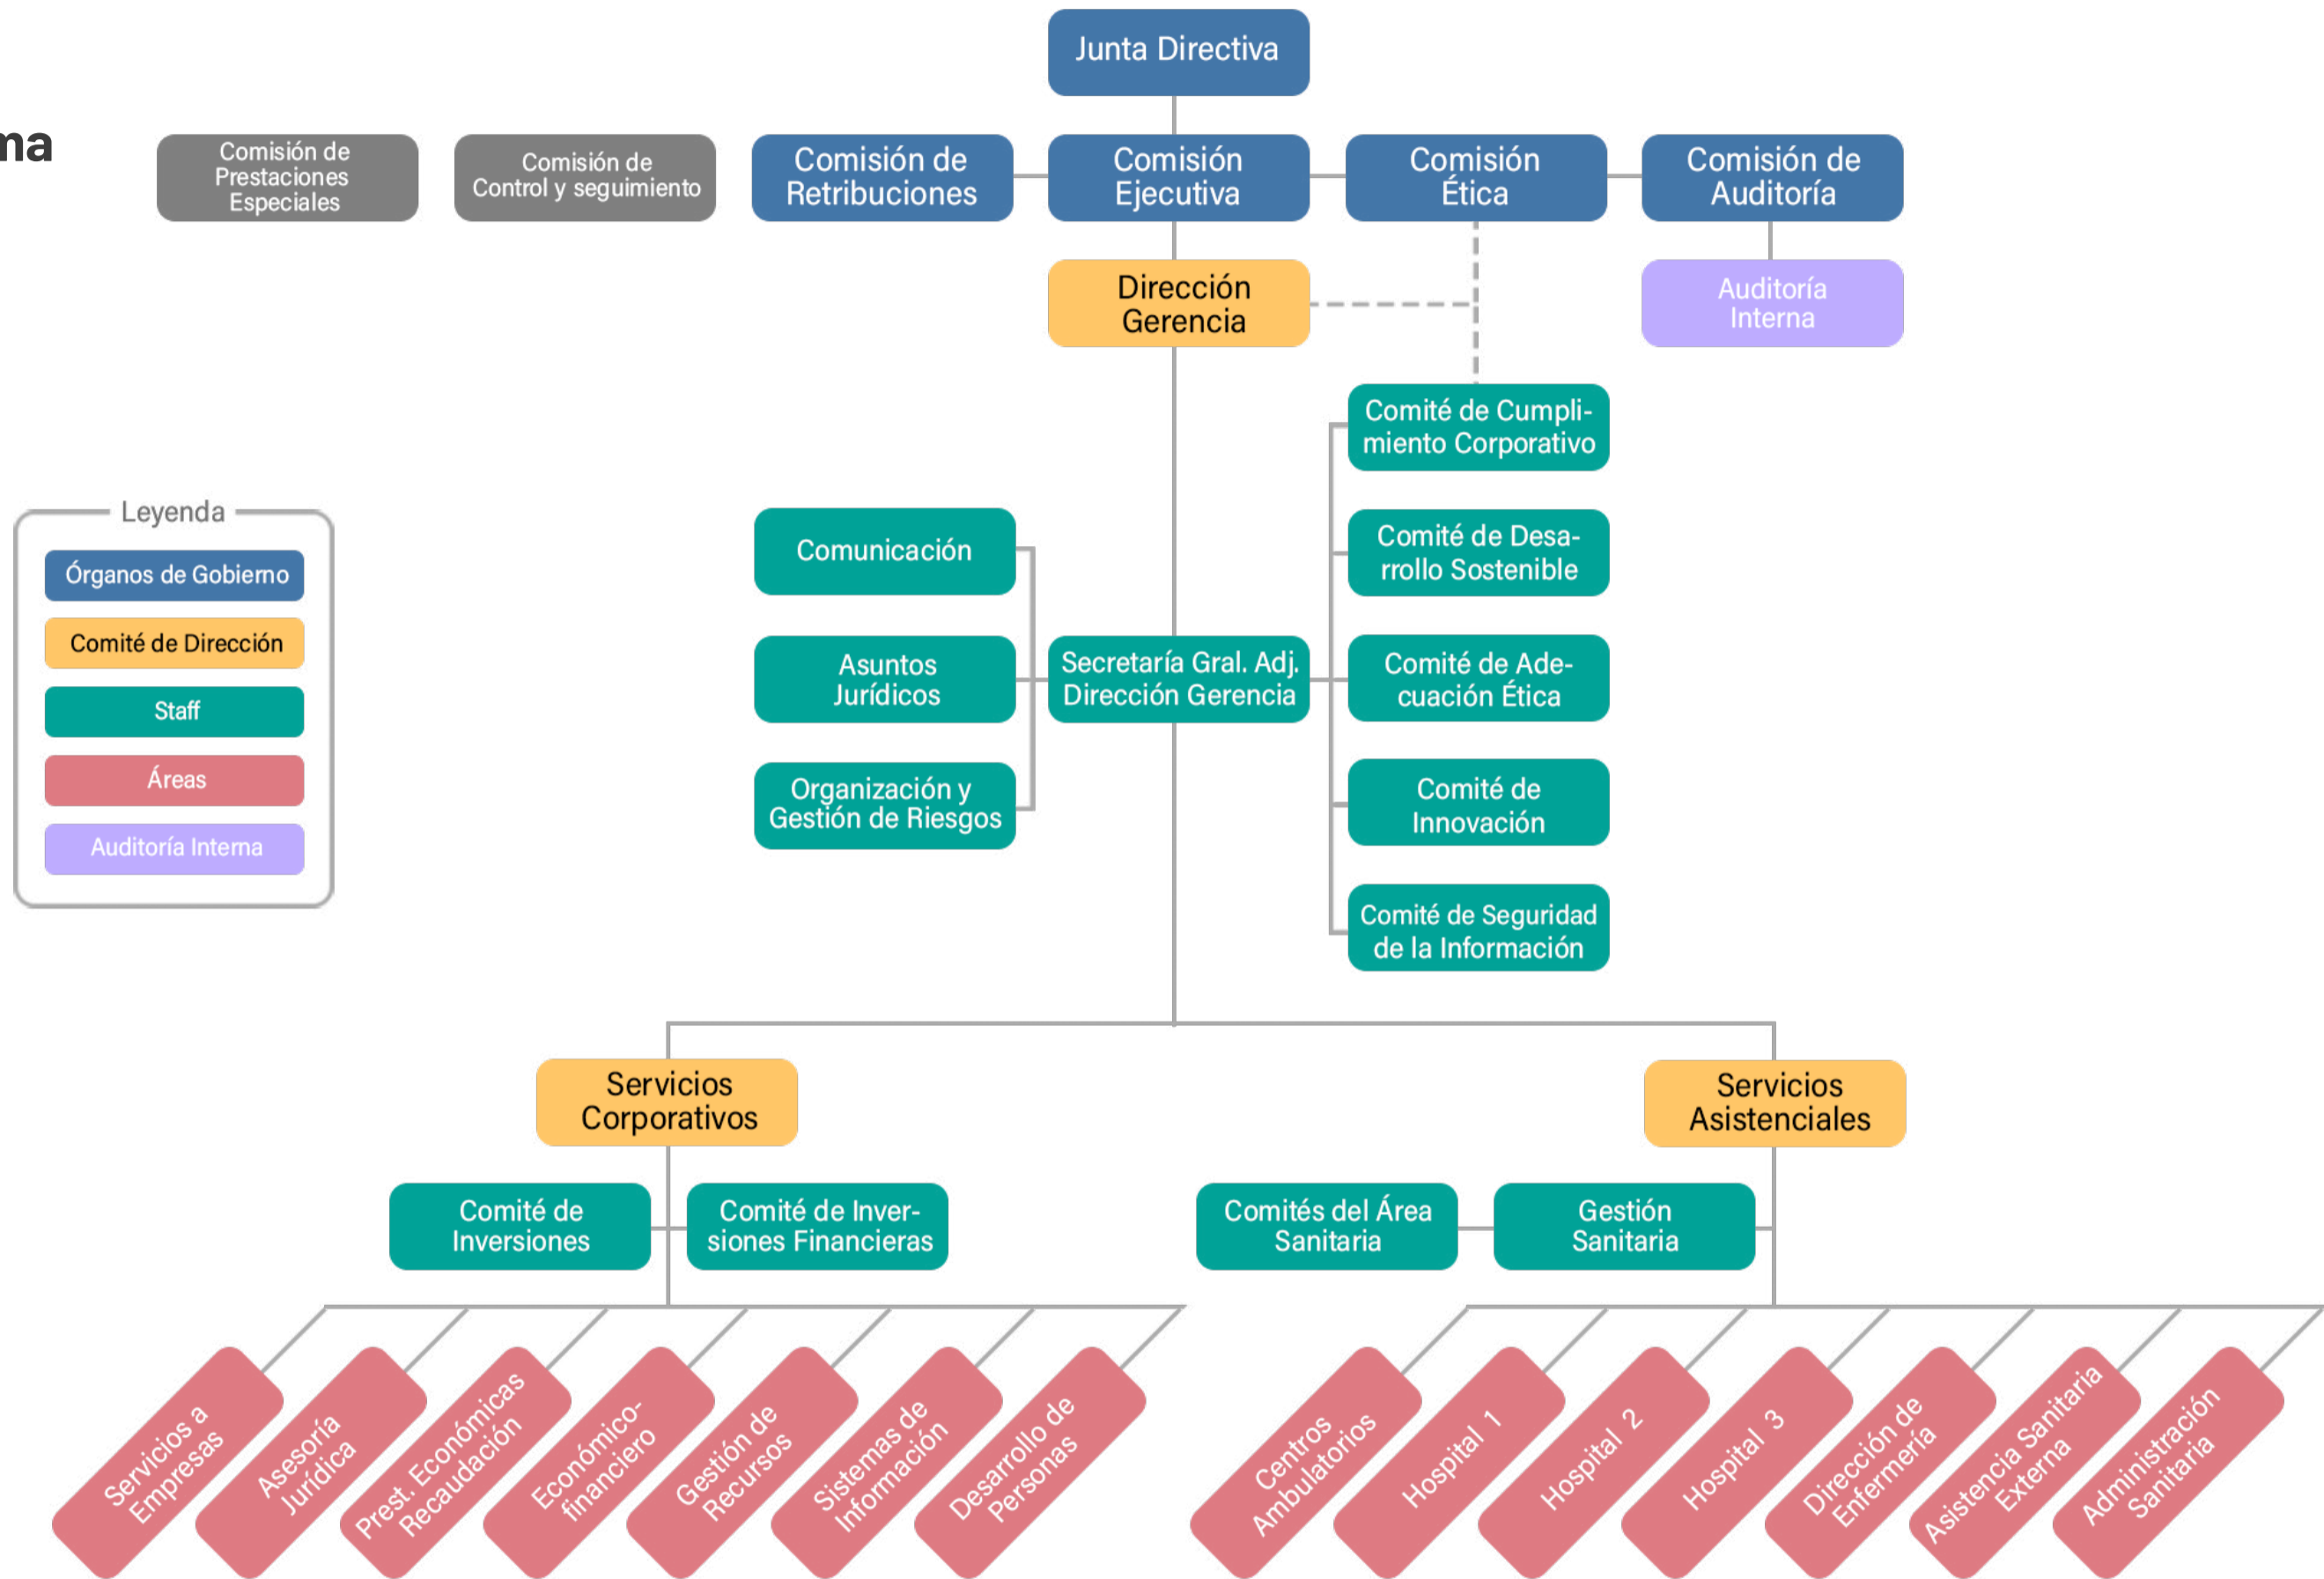 Junta Directiva
ma
Comisión de
Prestaciones
Especiales
Comisión de
Control y seguimiento
Comisión de
Retribuciones
Comisión
Ejecutiva
Comisión
Ética
Comisión de
Auditoría
Dirección
Gerencia
Auditoría
Interna
Comité de Cumpli-
miento Corporativo
Leyenda
Órganos de Gobierno
Comité de Dirección
Staff
Áreas
Auditoría Interna
Comunicación
Comité de Desa-
rrollo Sostenible
Asuntos
Jurídicos
Secretaría Gral. Adj.
Dirección Gerencia
Comité de Ade-
cuación Ética
Organización y
Gestión de Riesgos
Comité de
Innovación
Comité de Seguridad
de la Información
Servicios
Corporativos
Servicios
Asistenciales
Comité de
Inversiones
Comité de Inver-
siones Financieras
Comités del Área
Sanitaria
Gestión
Sanitaria
Servicios a
Empresas
Asesoría
Jurídica
Prest. Económicas
Recaudación
Económico-
financiero
Gestión de
Recursos
Sistemas de
Información
Desarrollo de
Personas
Centros
Ambulatorios
Hospital 1
Hospital 2
Hospital 3
Dirección de
Enfermería
Asistencia Sanitaria
Externa
Administración
Sanitaria